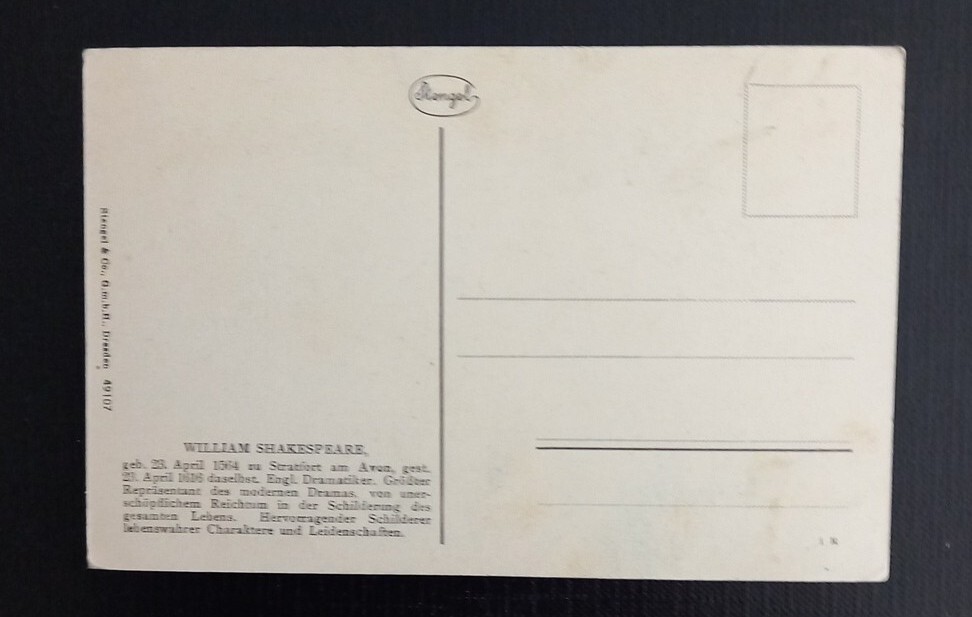 Stengel
Stengel & Co., G.m.b.H., Dresden 49107
WILLIAM SHAKESPEARE,
geb. 23. April 1564 zu Stratfort am Avon, gest.
23. April 1616 daselbst. Engl. Dramatiker. Größter
Repräsentant des modernen Dramas, von uner-
schöpflichem Reichtum in der Schilderung des
gesamten Lebens. Hervorragender Schilderer
lebenswahrer Charaktere und Leidenschaften.